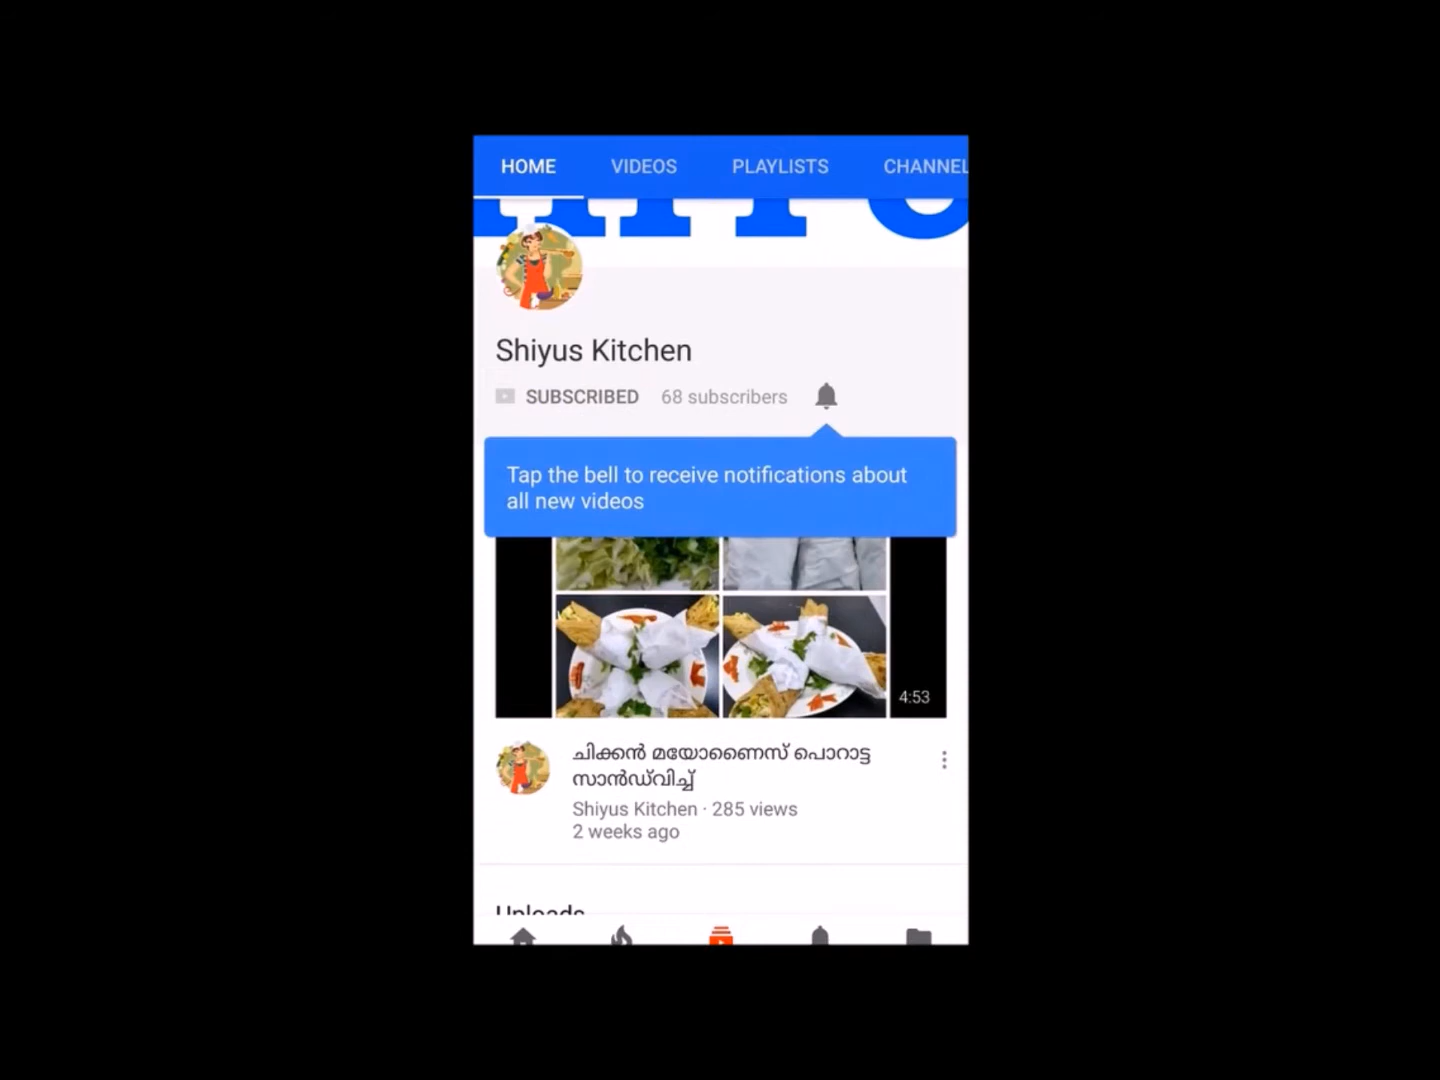 HOME VIDEOS PLAYLISTS CHANNEL
Shiyus Kitchen
SUBSCRIBED 68 subscribers
Tap the bell to receive notifications about
all new videos
4:53
ചിക്കൻ മയോണൈസ് പൊറാട്ട
സാൻഡ്‌വിച്ച്
Shiyus Kitchen · 285 views
2 weeks ago
Uploads